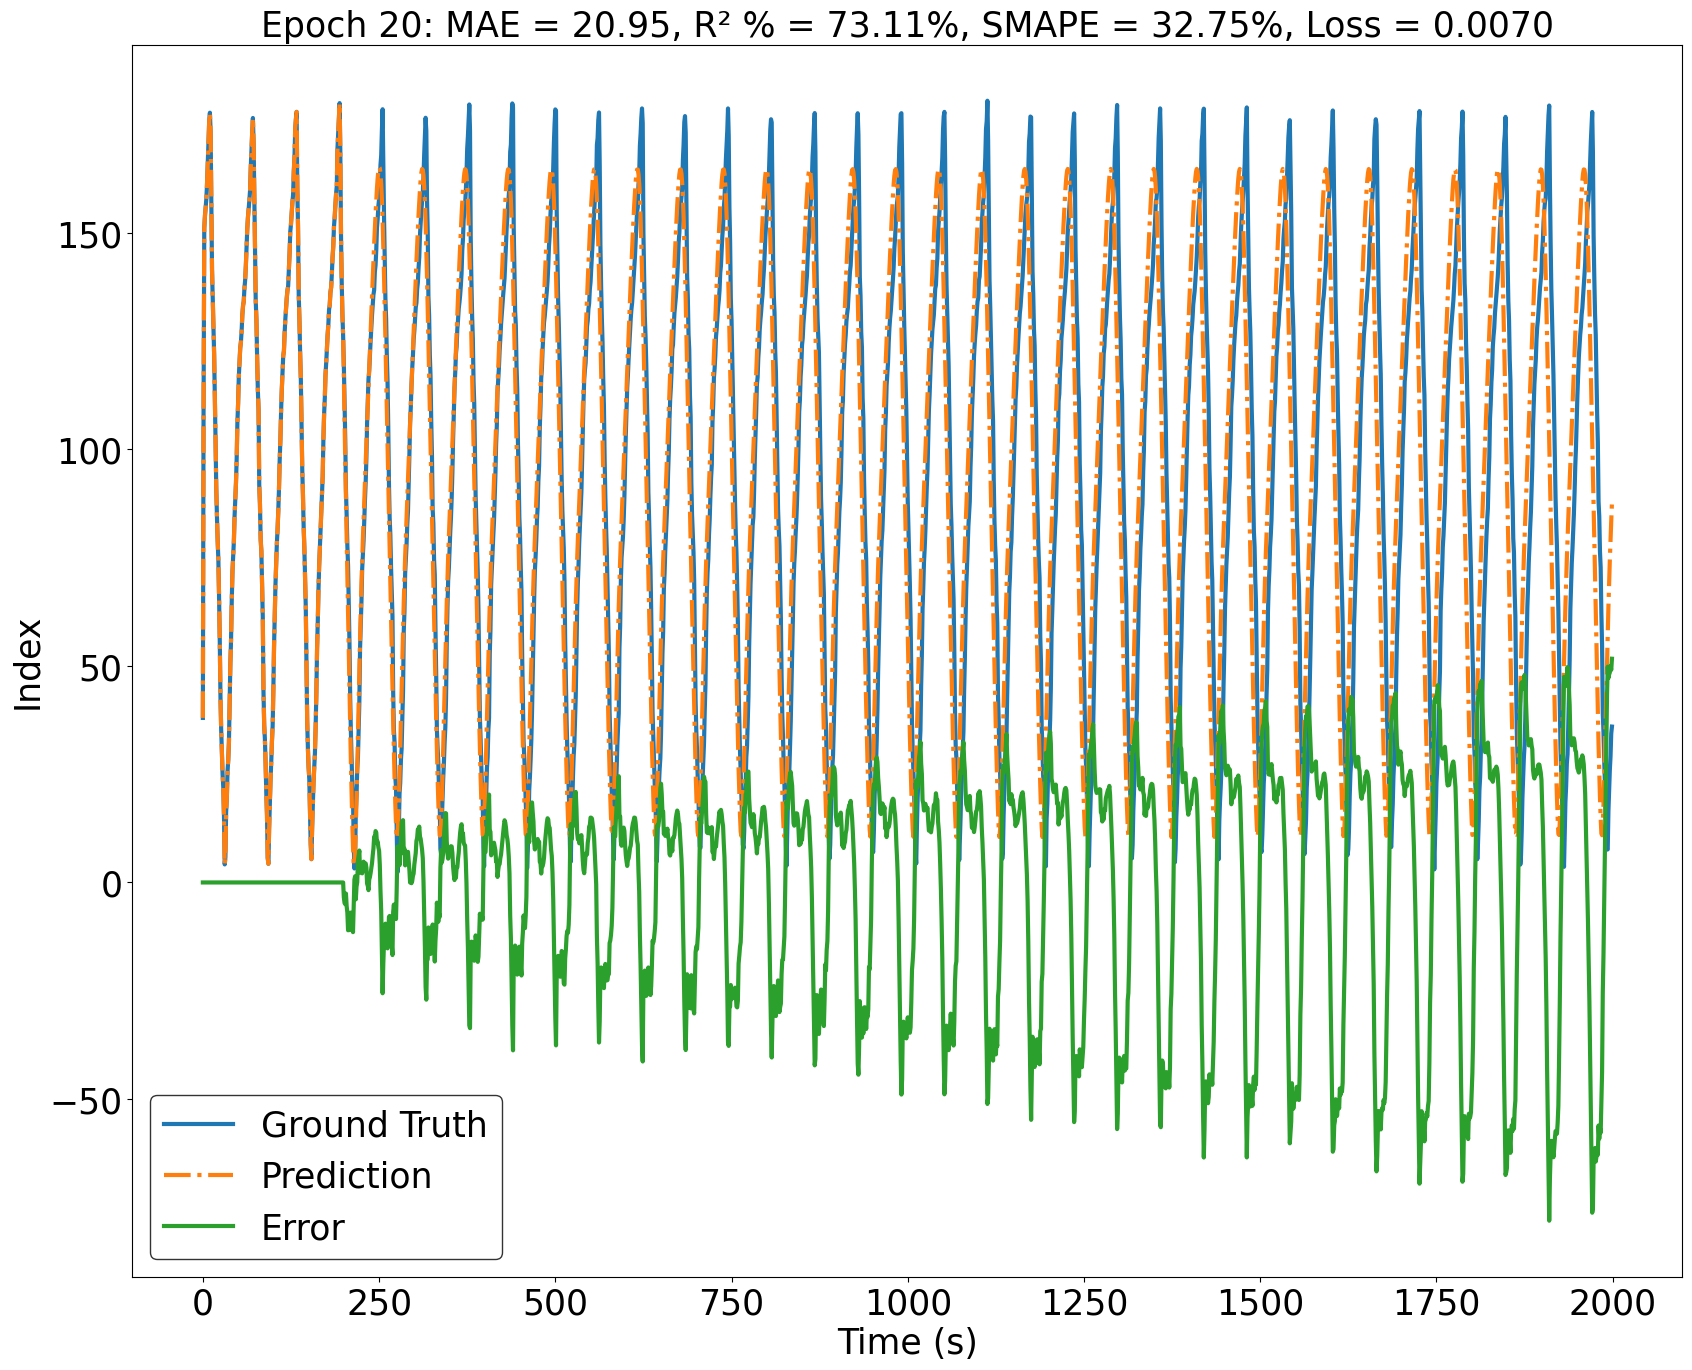 Epoch 20: MAE = 20.95, R² % = 73.11%, SMAPE = 32.75%, Loss = 0.0070
150
100
50
0
−50
Index
Ground Truth
Prediction
Error
0 250 500 750 1000 1250 1500 1750 2000
Time (s)